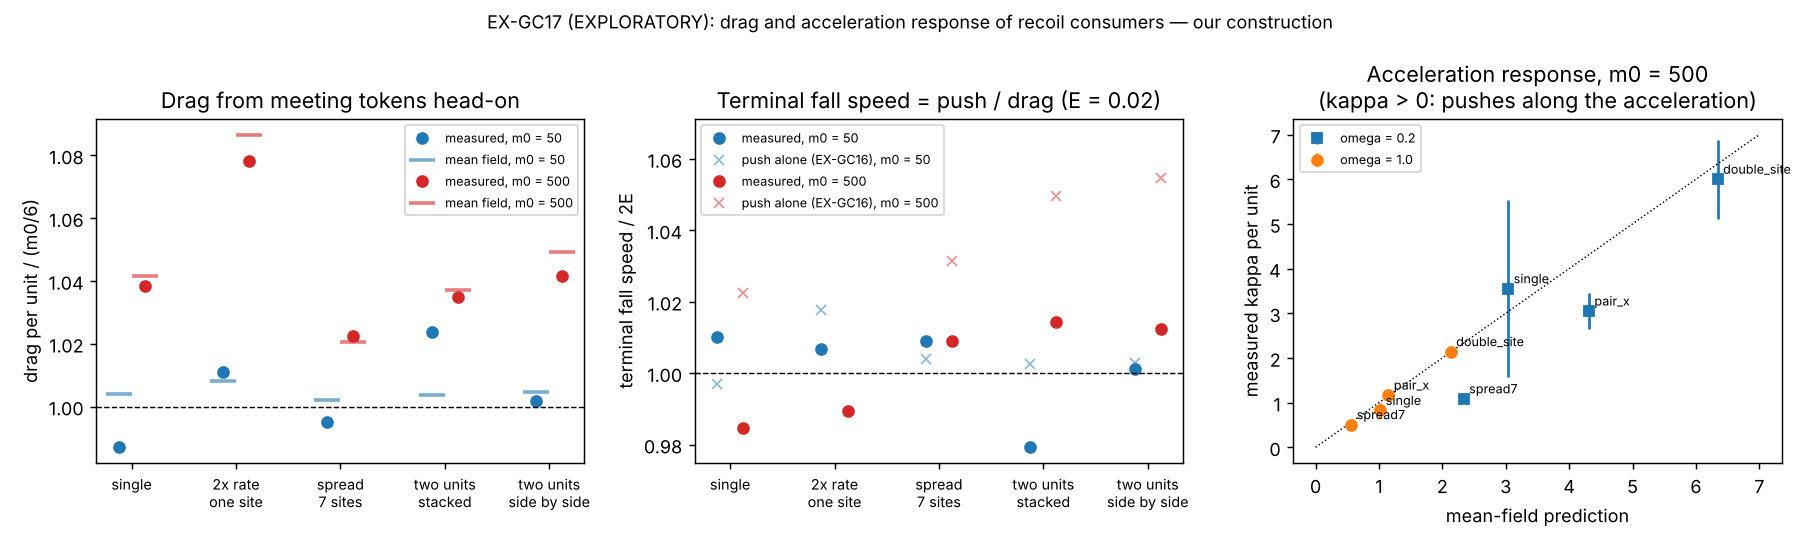 EX-GC17 (EXPLORATORY): drag and acceleration response of recoil consumers — our construction
Drag from meeting tokens head-on
drag per unit / (m0/6)
1.08
1.06
1.04
1.02
1.00
measured, m0 = 50
mean field, m0 = 50
measured, m0 = 500
mean field, m0 = 500
single
2x rate
one site
spread
7 sites
two units
stacked
two units
side by side
Terminal fall speed = push / drag (E = 0.02)
terminal fall speed / 2E
1.06
1.04
1.02
1.00
0.98
measured, m0 = 50
push alone (EX-GC16), m0 = 50
measured, m0 = 500
push alone (EX-GC16), m0 = 500
single
2x rate
one site
spread
7 sites
two units
stacked
two units
side by side
Acceleration response, m0 = 500
(kappa > 0: pushes along the acceleration)
measured kappa per unit
7
6
5
4
3
2
1
0
omega = 0.2
omega = 1.0
double_site
single
pair_x
double_site
pair_x
single
spread7
spread7
0
1
2
3
4
5
6
7
mean-field prediction